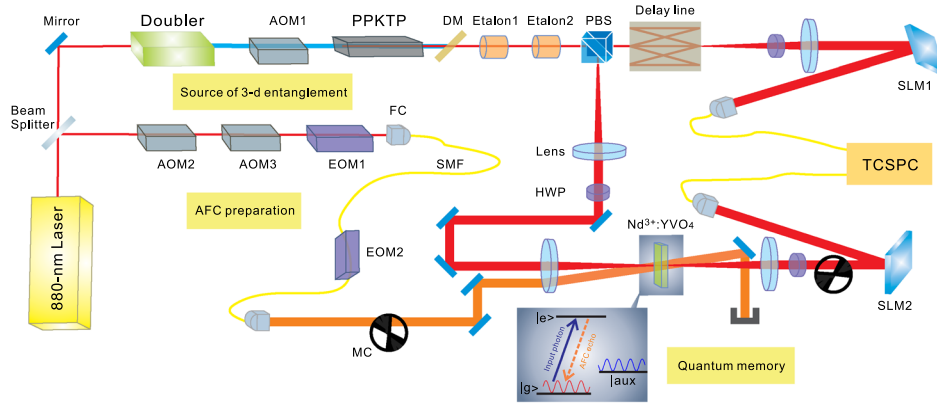 Mirror
Doubler
AOM1
PPKTP
DM
Etalon1
Etalon2
PBS
Delay line
SLM1
Source of 3-d entanglement
Beam
Splitter
FC
AOM2
AOM3
EOM1
SMF
Lens
TCSPC
HWP
AFC preparation
880-nm Laser
EOM2
Nd³⁺:YVO₄
SLM2
MC
|e>
Input photon
AFC echo
|g>
|aux
Quantum memory